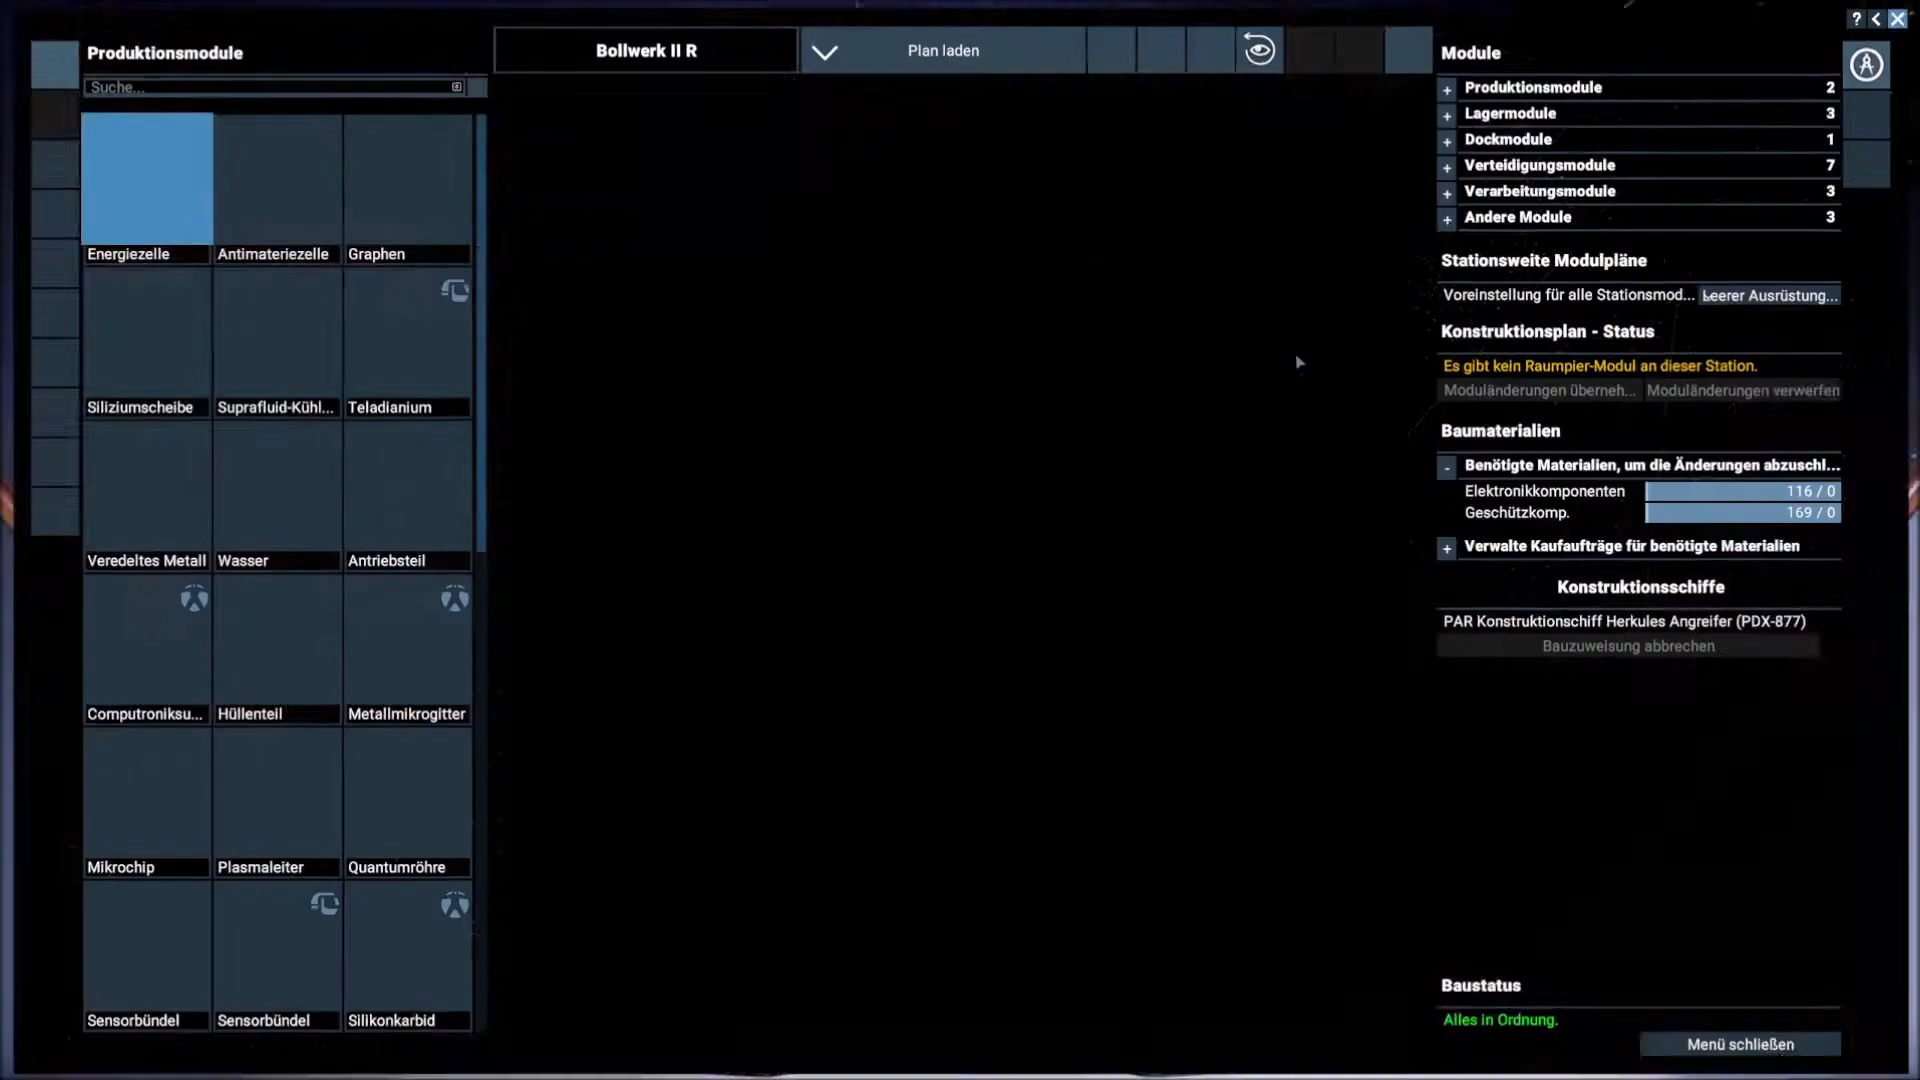 Produktionsmodule
Suche...
Energiezelle
Antimateriezelle
Graphen
Siliziumscheibe
Suprafluid-Kühl...
Teladianium
Veredeltes Metall
Wasser
Antriebsteil
Computroniksu...
Hüllenteil
Metallmikrogitter
Mikrochip
Plasmaleiter
Quantumröhre
Sensorbündel
Sensorbündel
Silikonkarbid
Bollwerk II R
Plan laden
?
Module
+ Produktionsmodule 2
+ Lagermodule 3
+ Dockmodule 1
+ Verteidigungsmodule 7
+ Verarbeitungsmodule 3
+ Andere Module 3
Stationsweite Modulpläne
Voreinstellung für alle Stationsmod... Leerer Ausrüstung...
Konstruktionsplan - Status
Es gibt kein Raumpier-Modul an dieser Station.
Moduländerungen überneh... Moduländerungen verwerfen
Baumaterialien
- Benötigte Materialien, um die Änderungen abzuschl...
Elektronikkomponenten 116 / 0
Geschützkomp. 169 / 0
+ Verwalte Kaufaufträge für benötigte Materialien
Konstruktionsschiffe
PAR Konstruktionschiff Herkules Angreifer (PDX-877)
Bauzuweisung abbrechen
Baustatus
Alles in Ordnung.
Menü schließen